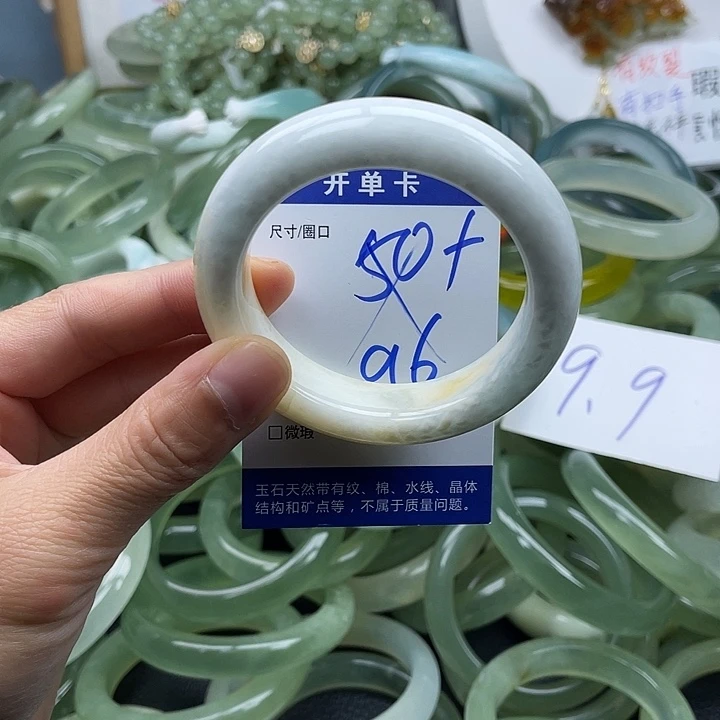 开单卡
尺寸/圈口
50+
96
□微瑕
玉石天然带有纹、棉、水线、晶体
结构和矿点等，不属于质量问题。
9.9
瑕